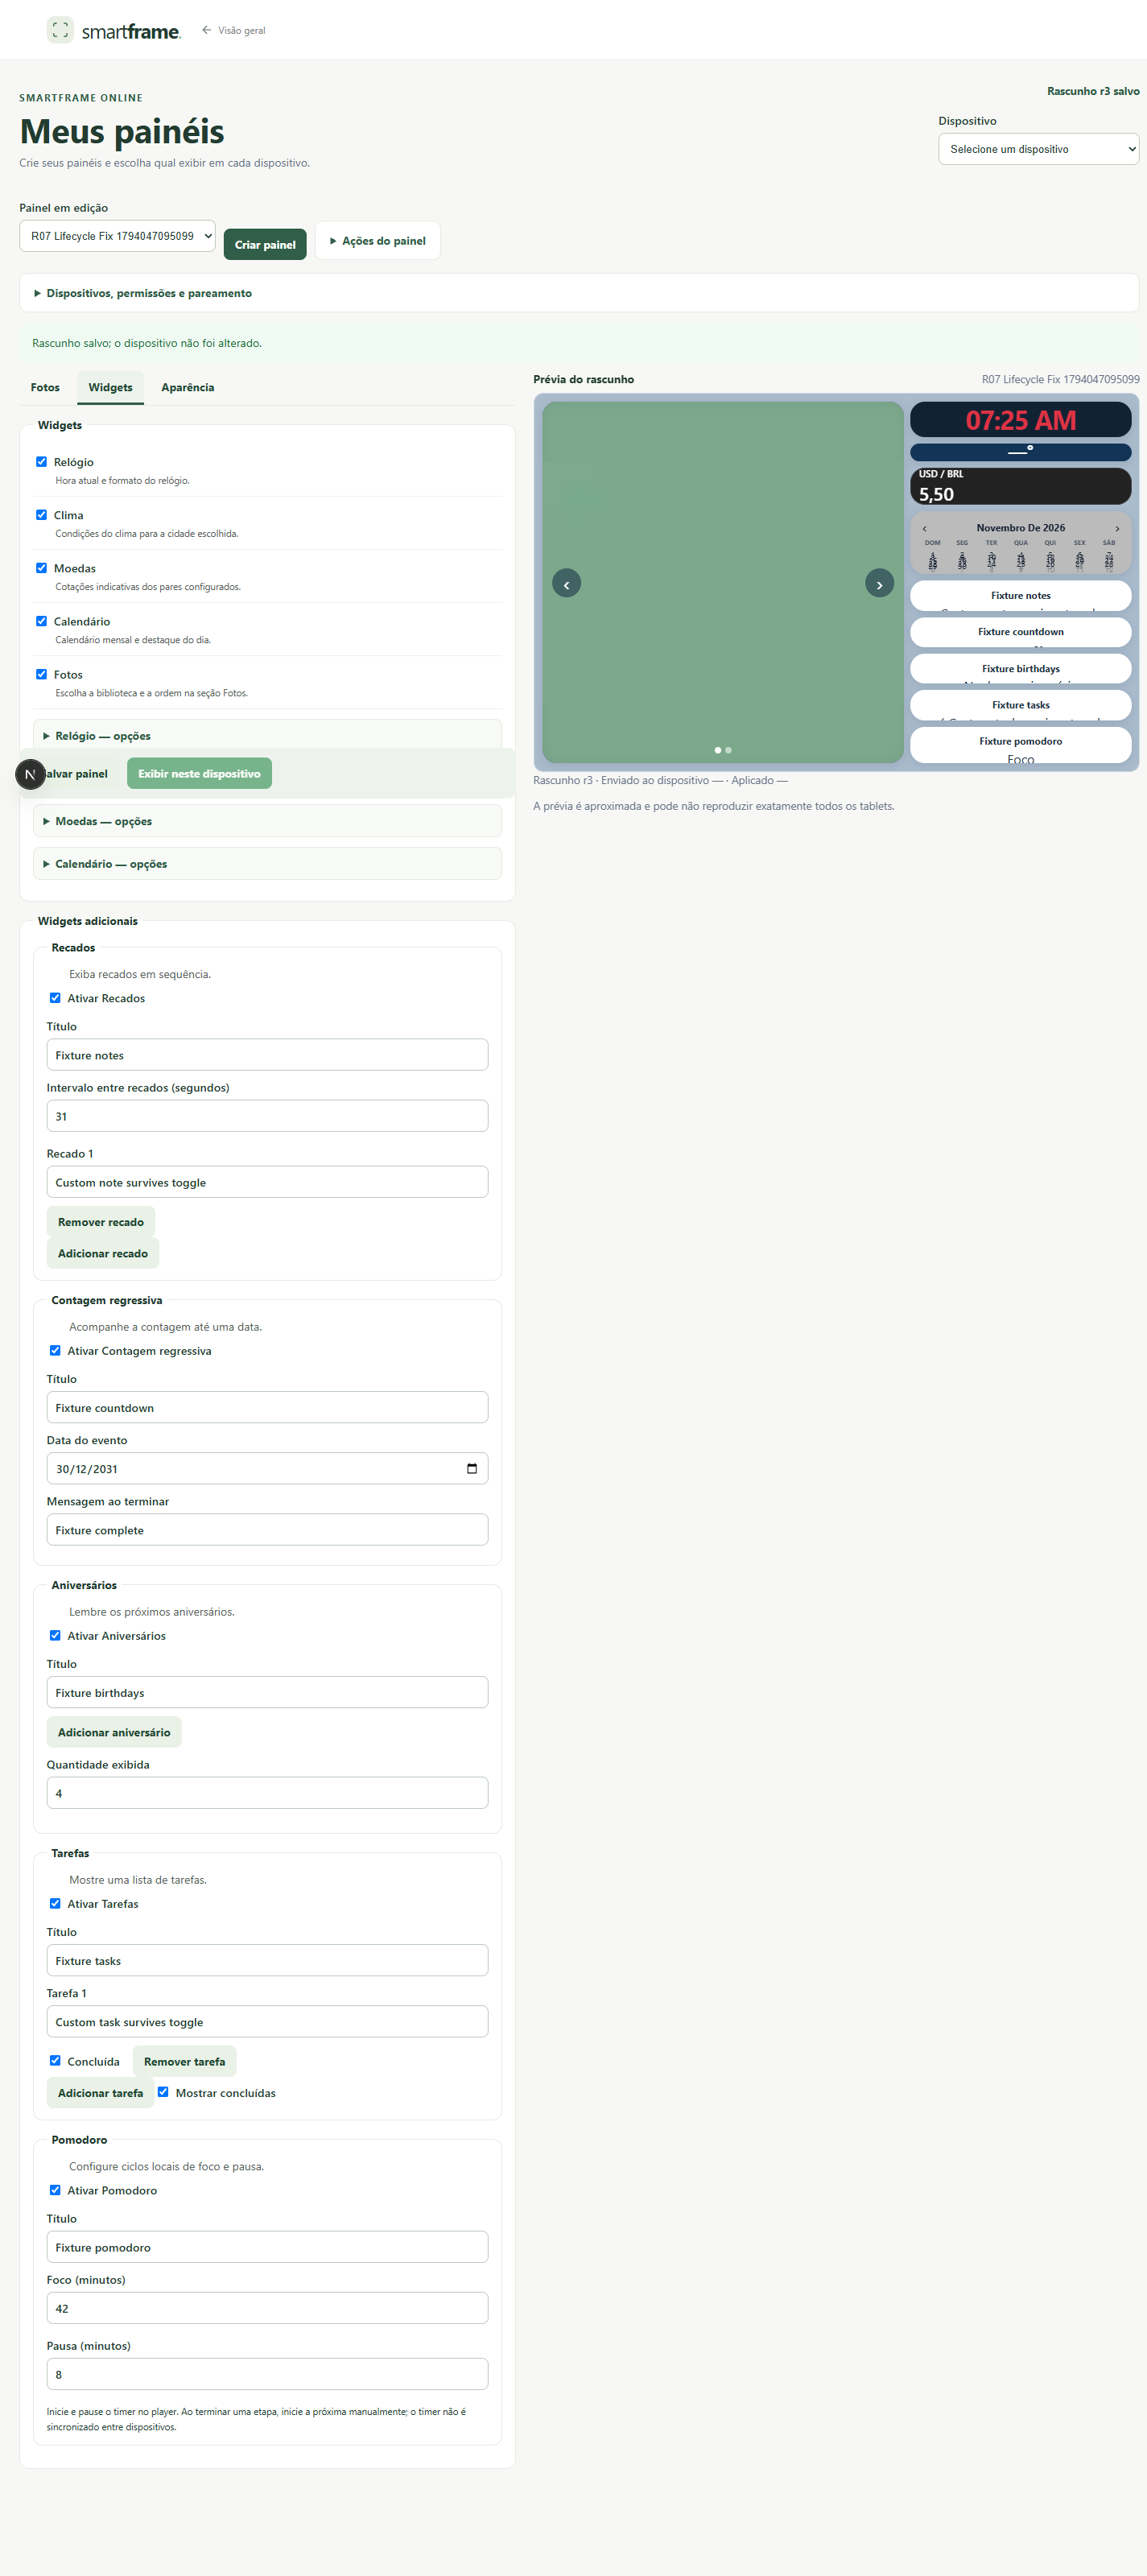 smartframe.
← Visão geral
SMARTFRAME ONLINE
Meus painéis
Crie seus painéis e escolha qual exibir em cada dispositivo.
Rascunho r3 salvo
Dispositivo
Selecione um dispositivo
Painel em edição
R07 Lifecycle Fix 1794047095099
Criar painel
▶ Ações do painel
▶ Dispositivos, permissões e pareamento
Rascunho salvo; o dispositivo não foi alterado.
Fotos
Widgets
Aparência
Widgets
Relógio
Hora atual e formato do relógio.
Clima
Condições do clima para a cidade escolhida.
Moedas
Cotações indicativas dos pares configurados.
Calendário
Calendário mensal e destaque do dia.
Fotos
Escolha a biblioteca e a ordem na seção Fotos.
▶ Relógio — opções
N
alvar painel
Exibir neste dispositivo
▶ Moedas — opções
▶ Calendário — opções
Prévia do rascunho
R07 Lifecycle Fix 1794047095099
‹
›
07:25 AM
—°
USD / BRL
5,50
‹
Novembro De 2026
›
DOM SEG TER QUA QUI SEX SÁB
Fixture notes
Fixture countdown
Fixture birthdays
Fixture tasks
Fixture pomodoro
Foco
Rascunho r3 · Enviado ao dispositivo — · Aplicado —
A prévia é aproximada e pode não reproduzir exatamente todos os tablets.
Widgets adicionais
Recados
Exiba recados em sequência.
Ativar Recados
Título
Fixture notes
Intervalo entre recados (segundos)
31
Recado 1
Custom note survives toggle
Remover recado
Adicionar recado
Contagem regressiva
Acompanhe a contagem até uma data.
Ativar Contagem regressiva
Título
Fixture countdown
Data do evento
30/12/2031
Mensagem ao terminar
Fixture complete
Aniversários
Lembre os próximos aniversários.
Ativar Aniversários
Título
Fixture birthdays
Adicionar aniversário
Quantidade exibida
4
Tarefas
Mostre uma lista de tarefas.
Ativar Tarefas
Título
Fixture tasks
Tarefa 1
Custom task survives toggle
Concluída
Remover tarefa
Adicionar tarefa
Mostrar concluídas
Pomodoro
Configure ciclos locais de foco e pausa.
Ativar Pomodoro
Título
Fixture pomodoro
Foco (minutos)
42
Pausa (minutos)
8
Inicie e pause o timer no player. Ao terminar uma etapa, inicie a próxima manualmente; o timer não é
sincronizado entre dispositivos.